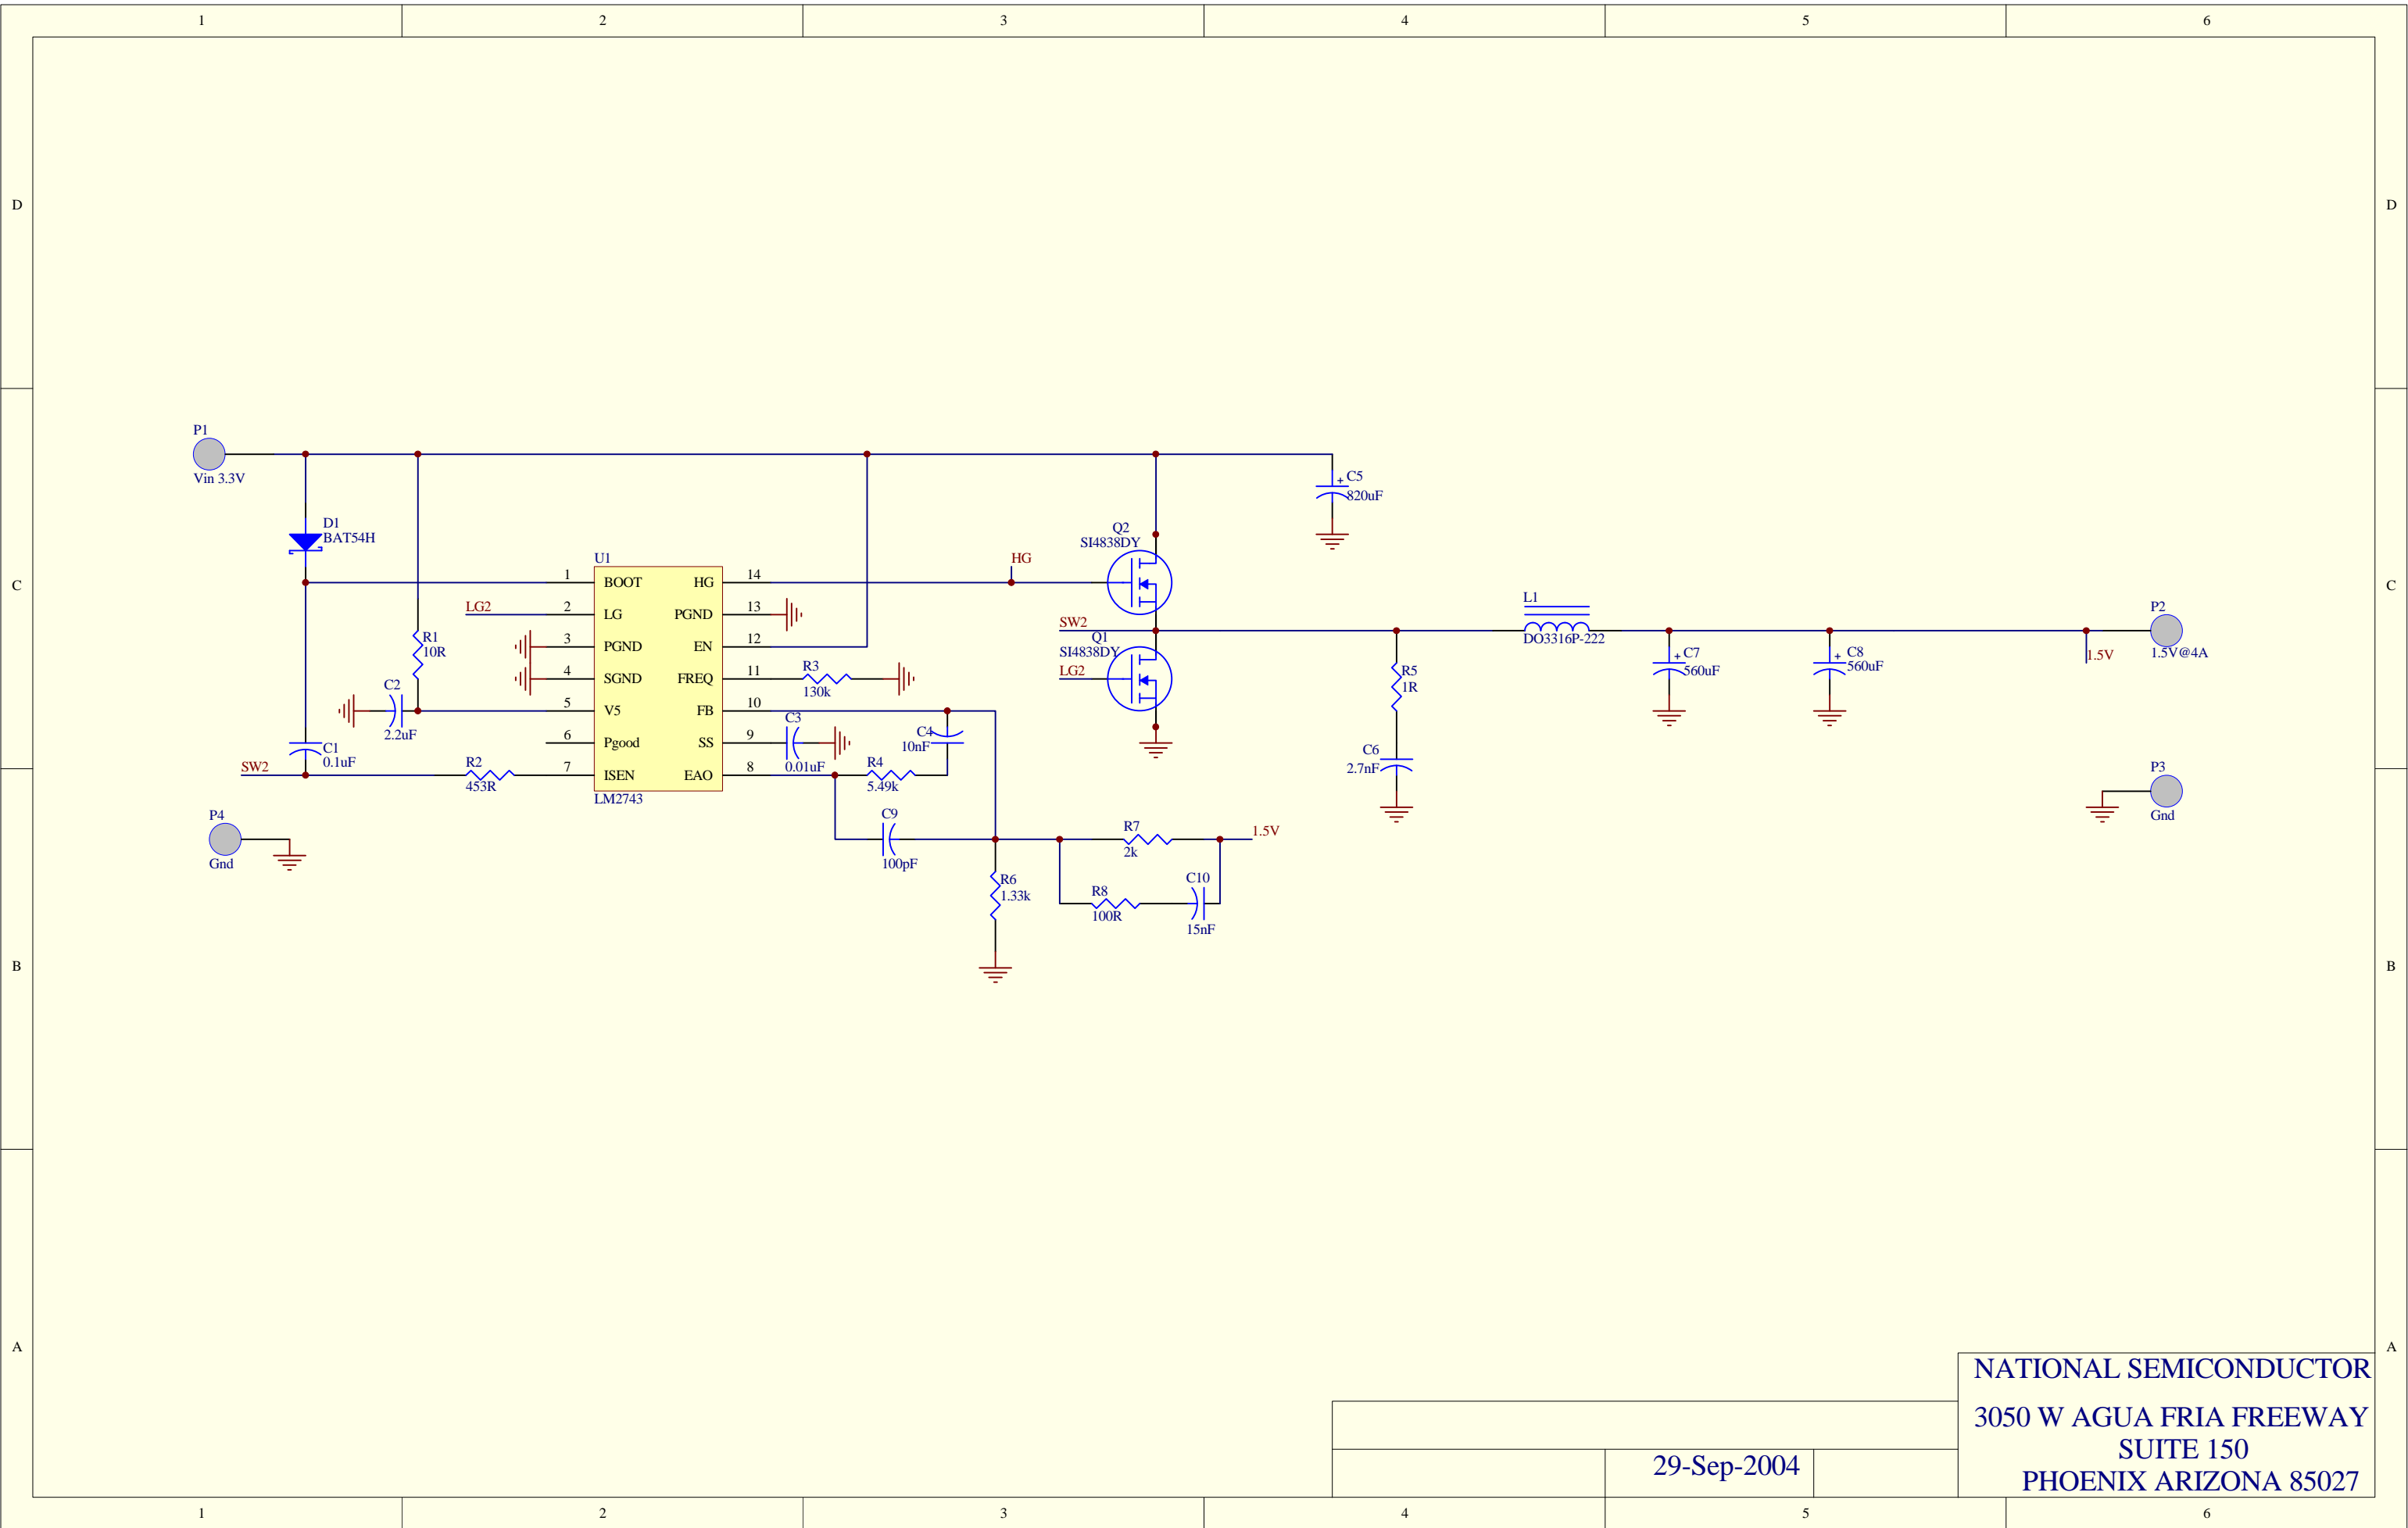 1 2 3 4 5 6
D D
P1
Vin 3.3V
C5
820uF
D1
BAT54H
Q2
SI4838DY
U1
HG
1 BOOT HG 14
LG2 2 LG PGND 13
3 PGND EN 12
4 SGND FREQ 11
5 V5 FB 10
6 Pgood SS 9
7 ISEN EAO 8
LM2743
C C
R1
10R
C2
2.2uF
C1
0.1uF
SW2
R2
453R
R3
130k
C3
0.01uF
C4
10nF
R4
5.49k
SW2
Q1
SI4838DY
LG2
R5
1R
C6
2.7nF
L1
DO3316P-222
C7
560uF
C8
560uF
1.5V
P2
1.5V@4A
P3
Gnd
P4
Gnd
C9
100pF
R7
2k
1.5V
R6
1.33k
R8
100R
C10
15nF
B B
A A
NATIONAL SEMICONDUCTOR
3050 W AGUA FRIA FREEWAY
SUITE 150
PHOENIX ARIZONA 85027
29-Sep-2004
1 2 3 4 5 6